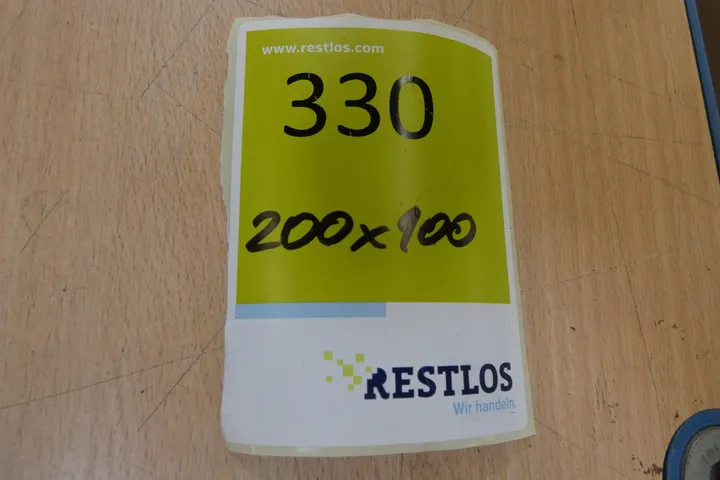 www.restlos.com
330
200x100
RESTLOS
Wir handeln.